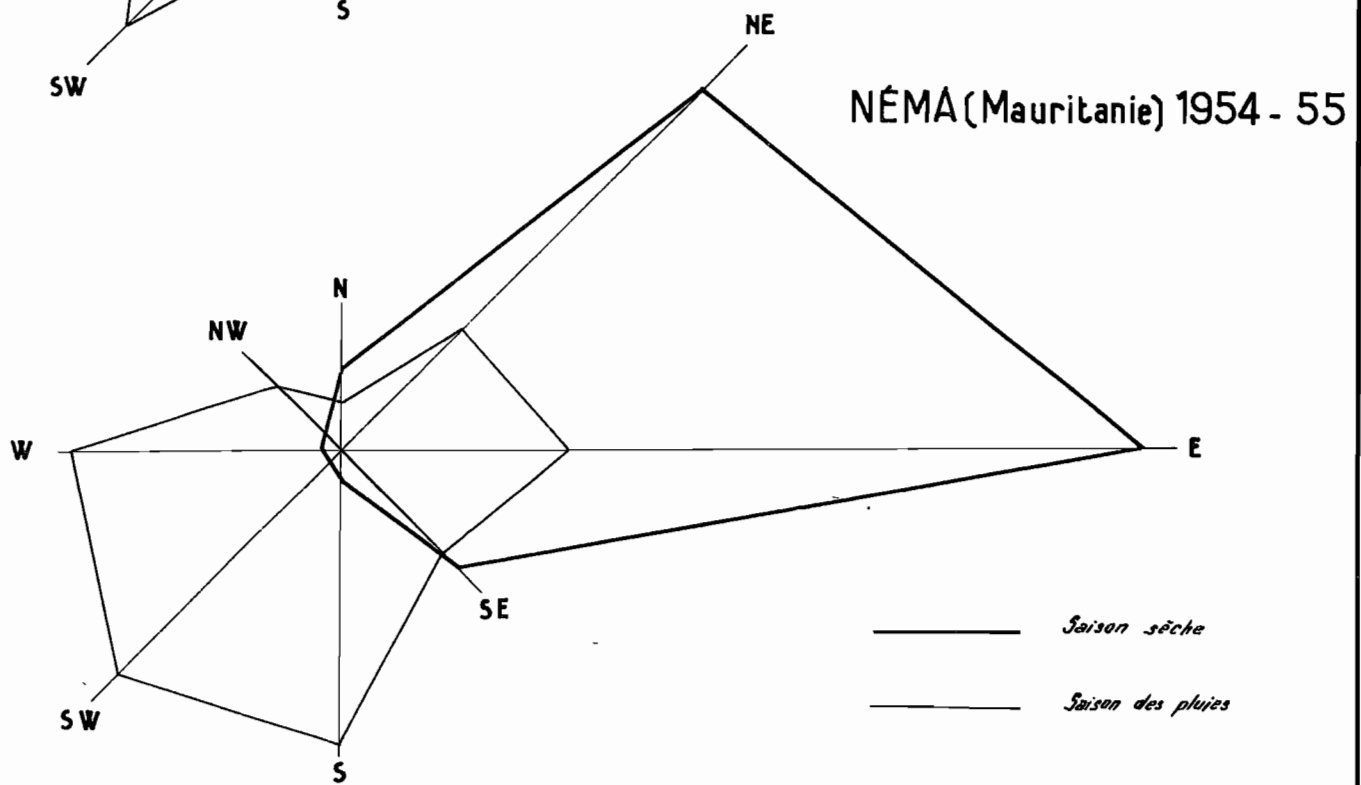 S
SW
NE
NÉMA (Mauritanie) 1954 - 55
N
NW
W
E
SE
SW
S
Saison sèche
Saison des pluies